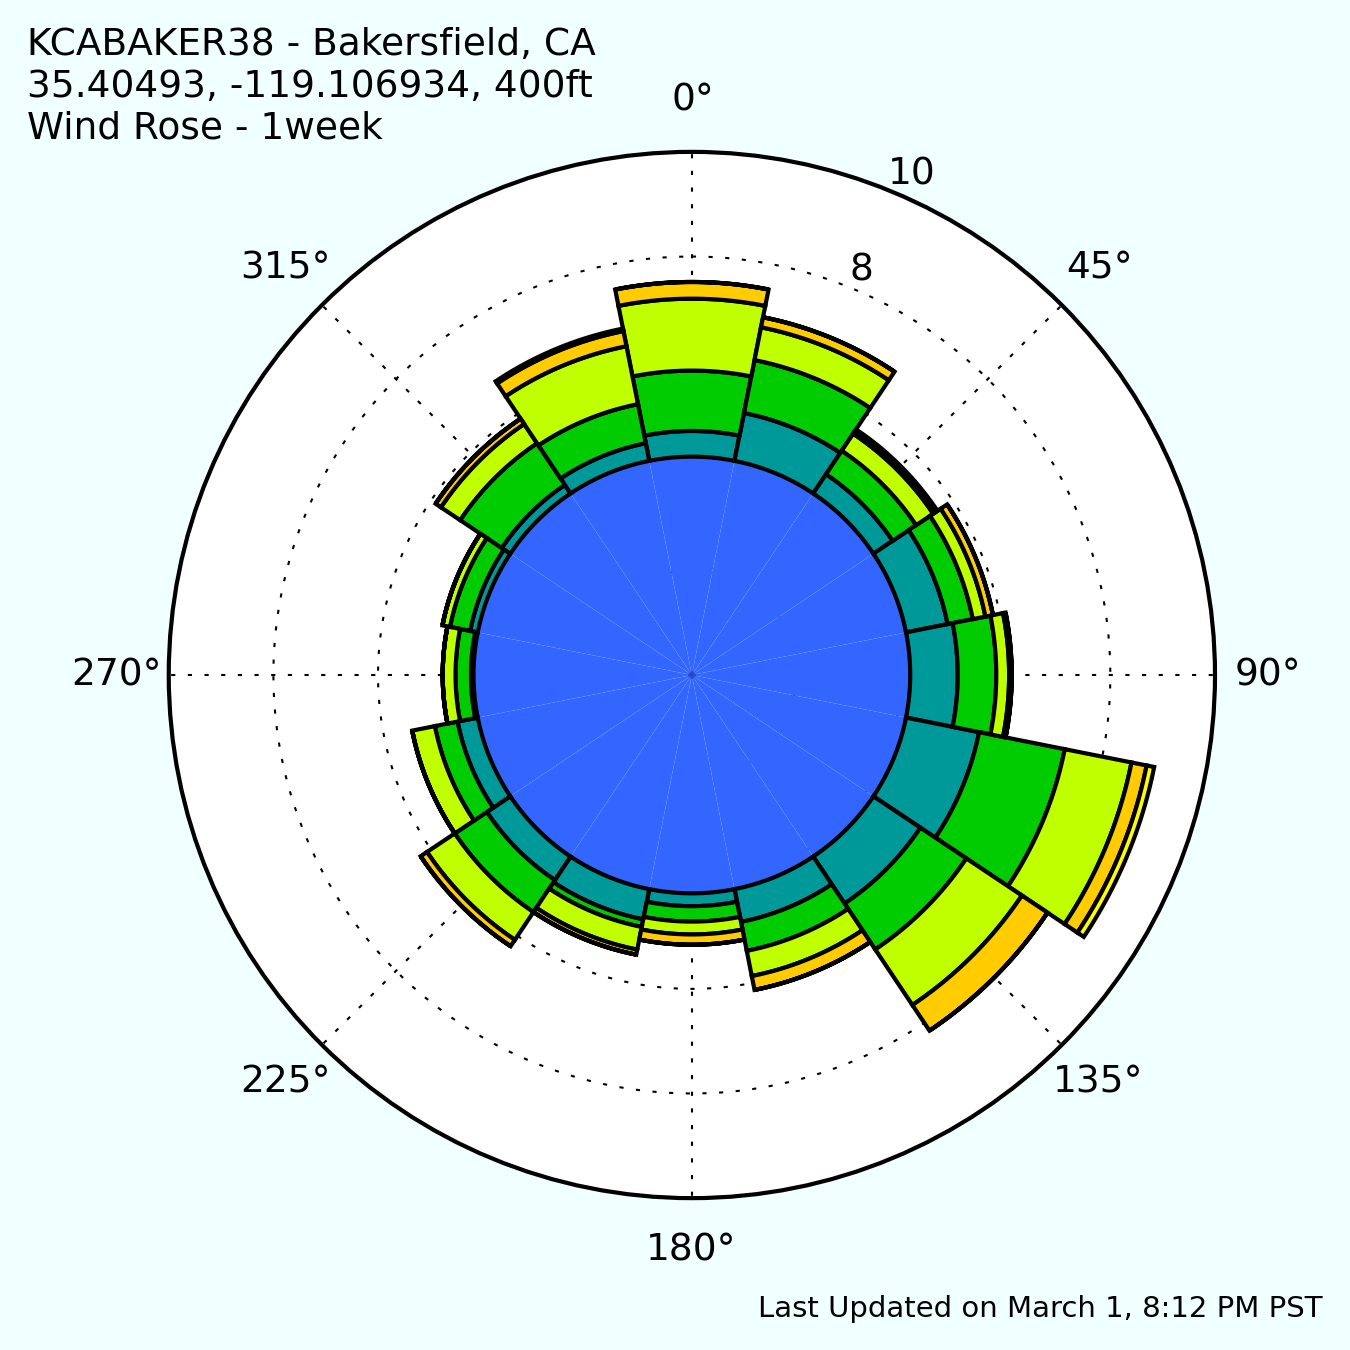 KCABAKER38 - Bakersfield, CA
35.40493, -119.106934, 400ft
Wind Rose - 1week
0°
10
8
315°
45°
270°
90°
225°
135°
180°
Last Updated on March 1, 8:12 PM PST